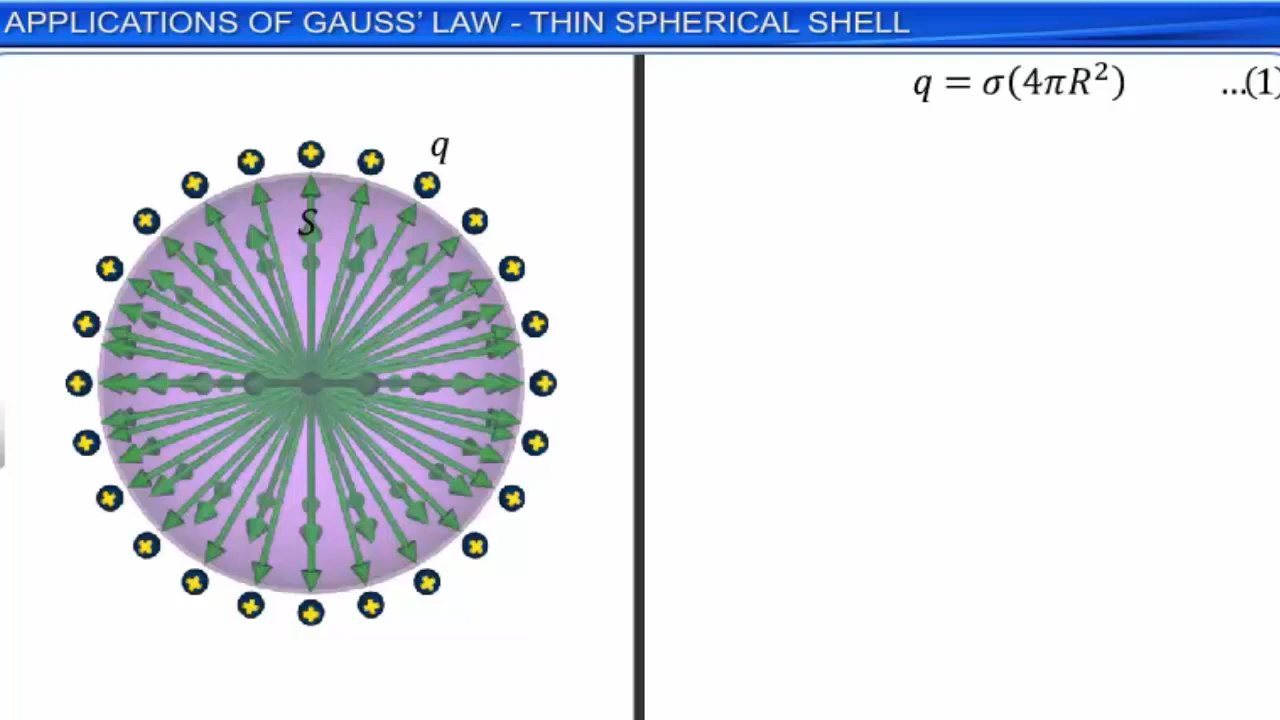 APPLICATIONS OF GAUSS’ LAW - THIN SPHERICAL SHELL
q = σ(4πR²) ...(1)
q
S